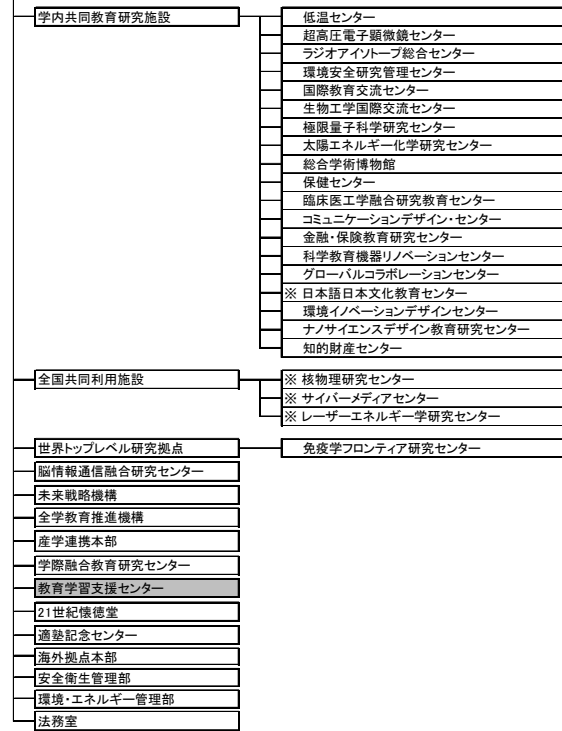 学内共同教育研究施設
低温センター
超高圧電子顕微鏡センター
ラジオアイソトープ総合センター
環境安全研究管理センター
国際教育交流センター
生物工学国際交流センター
極限量子科学研究センター
太陽エネルギー化学研究センター
総合学術博物館
保健センター
臨床医工学融合研究教育センター
コミュニケーションデザイン・センター
金融・保険教育研究センター
科学教育機器リノベーションセンター
グローバルコラボレーションセンター
※ 日本語日本文化教育センター
環境イノベーションデザインセンター
ナノサイエンスデザイン教育研究センター
知的財産センター
全国共同利用施設
※ 核物理研究センター
※ サイバーメディアセンター
※ レーザーエネルギー学研究センター
世界トップレベル研究拠点
免疫学フロンティア研究センター
脳情報通信融合研究センター
未来戦略機構
全学教育推進機構
産学連携本部
学際融合教育研究センター
教育学習支援センター
21世紀懐徳堂
適塾記念センター
海外拠点本部
安全衛生管理部
環境・エネルギー管理部
法務室